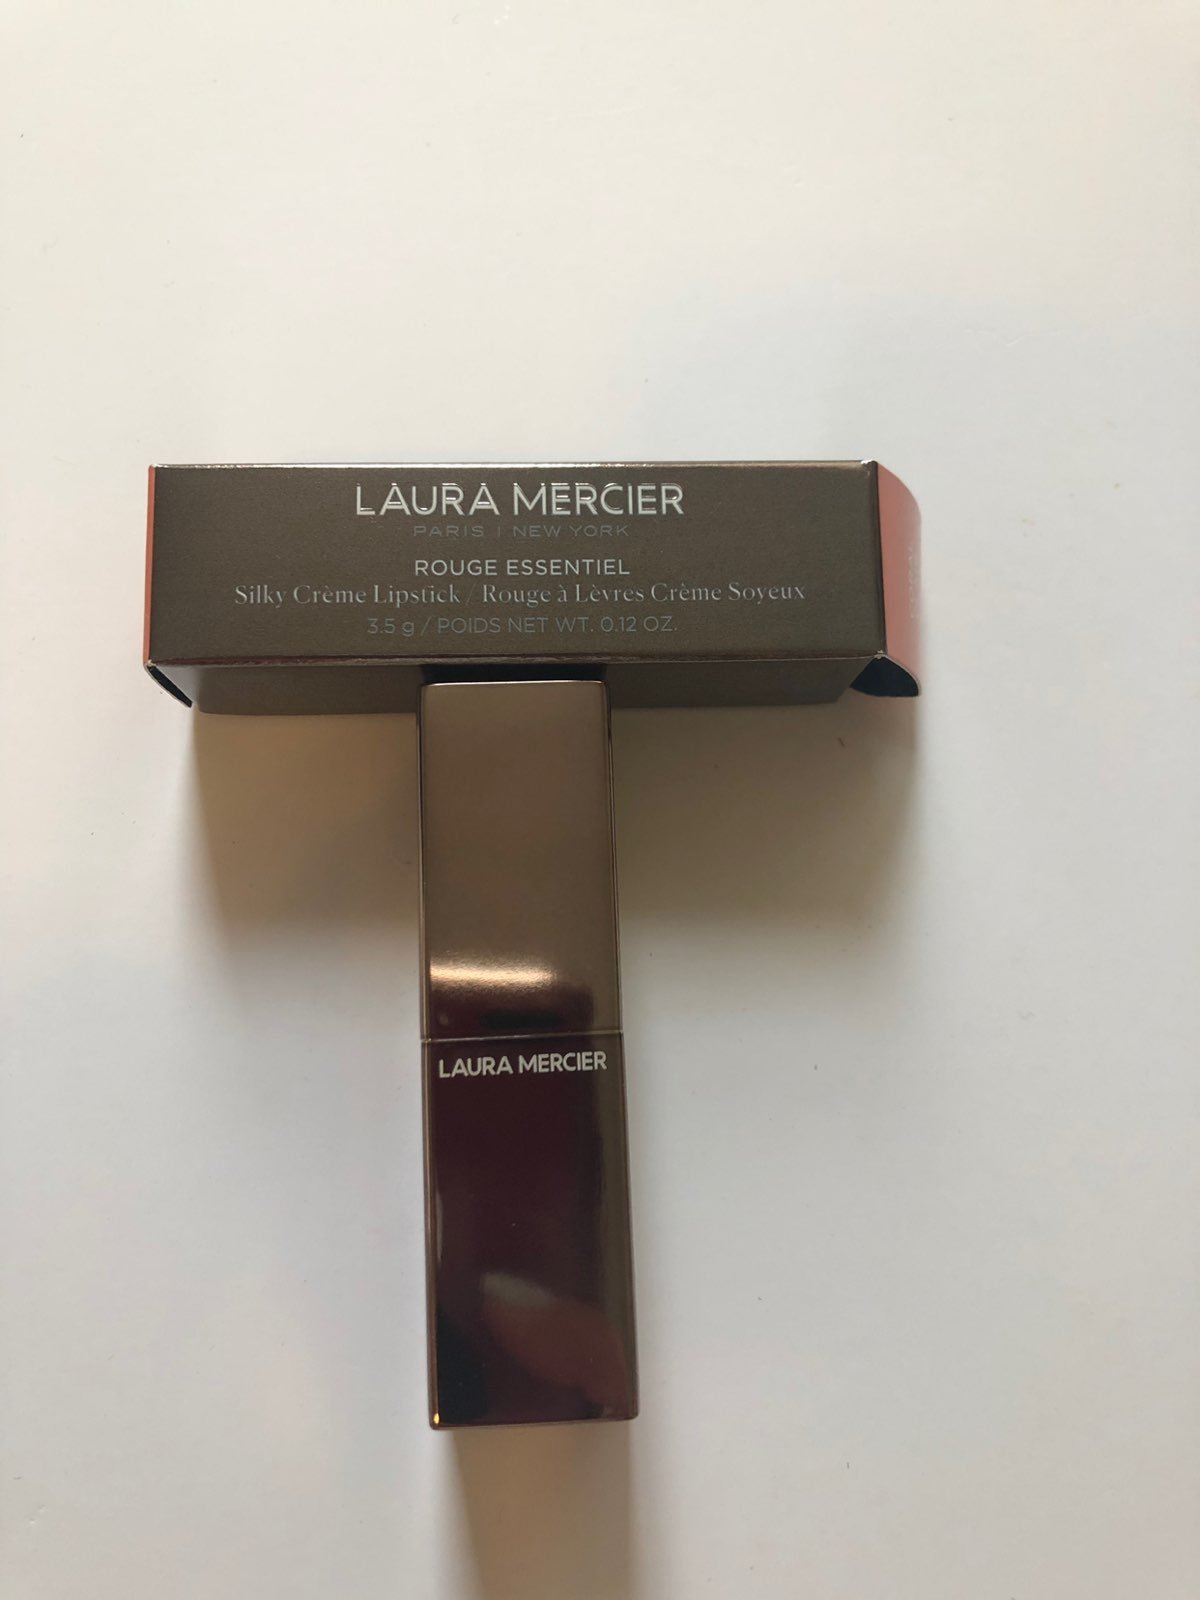 LAURA MERCIER
PARIS | NEW YORK
ROUGE ESSENTIEL
Silky Crème Lipstick / Rouge à Lèvres Crème Soyeux
3.5 g / POIDS NET WT. 0.12 OZ.
LAURA MERCIER